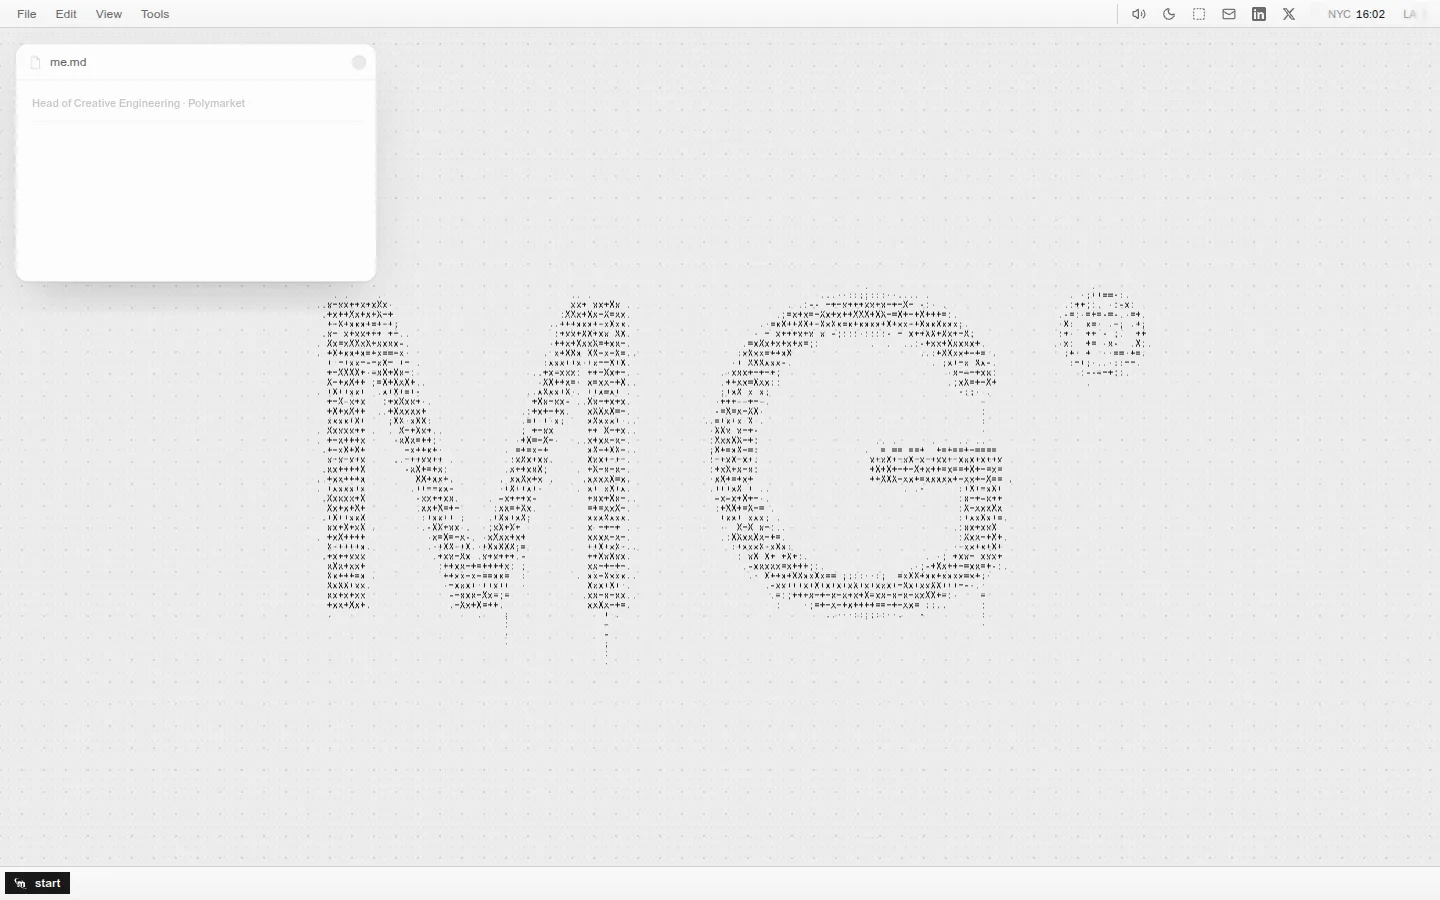 File Edit View Tools
NYC 16:02 LA
me.md
Head of Creative Engineering · Polymarket
MG
start